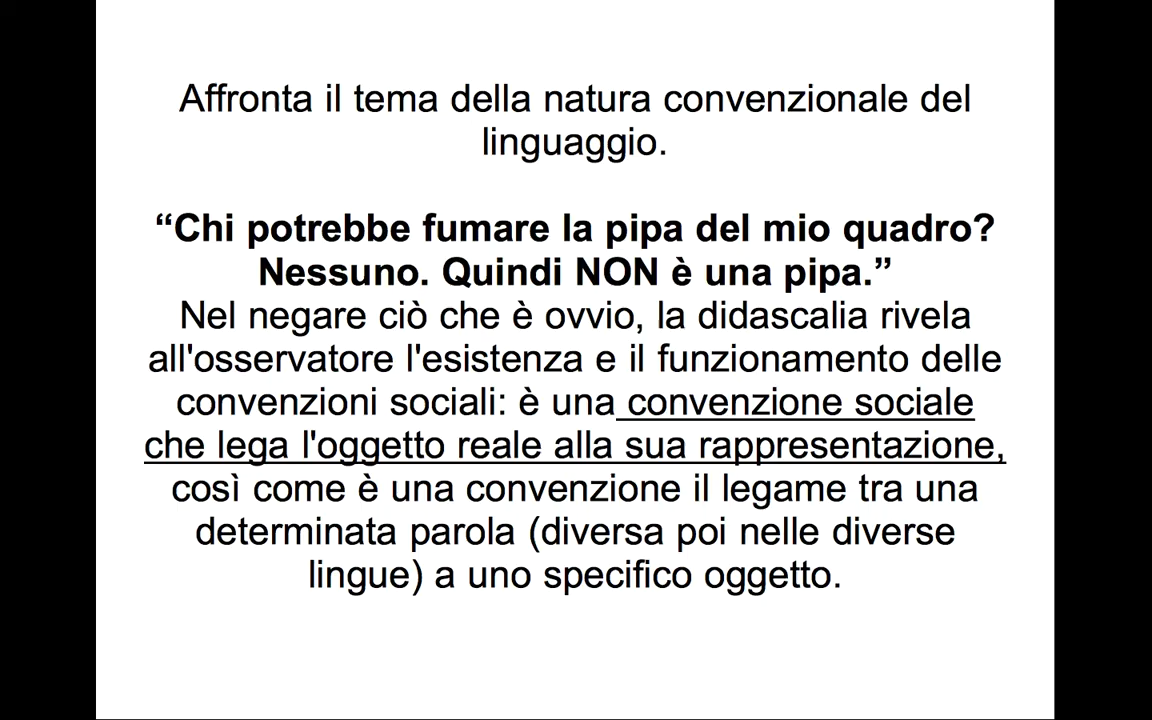 Affronta il tema della natura convenzionale del
linguaggio.
“Chi potrebbe fumare la pipa del mio quadro?
Nessuno. Quindi NON è una pipa.”
Nel negare ciò che è ovvio, la didascalia rivela
all'osservatore l'esistenza e il funzionamento delle
convenzioni sociali: è una convenzione sociale
che lega l'oggetto reale alla sua rappresentazione,
così come è una convenzione il legame tra una
determinata parola (diversa poi nelle diverse
lingue) a uno specifico oggetto.